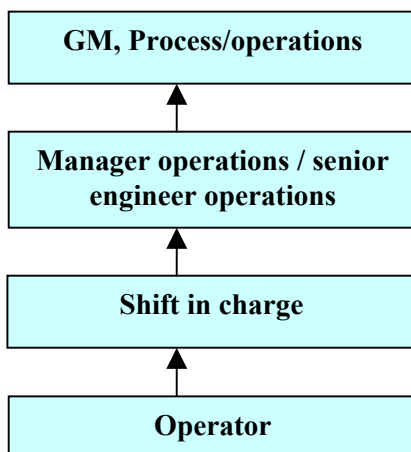 GM, Process/operations
Manager operations / senior
engineer operations
Shift in charge
Operator